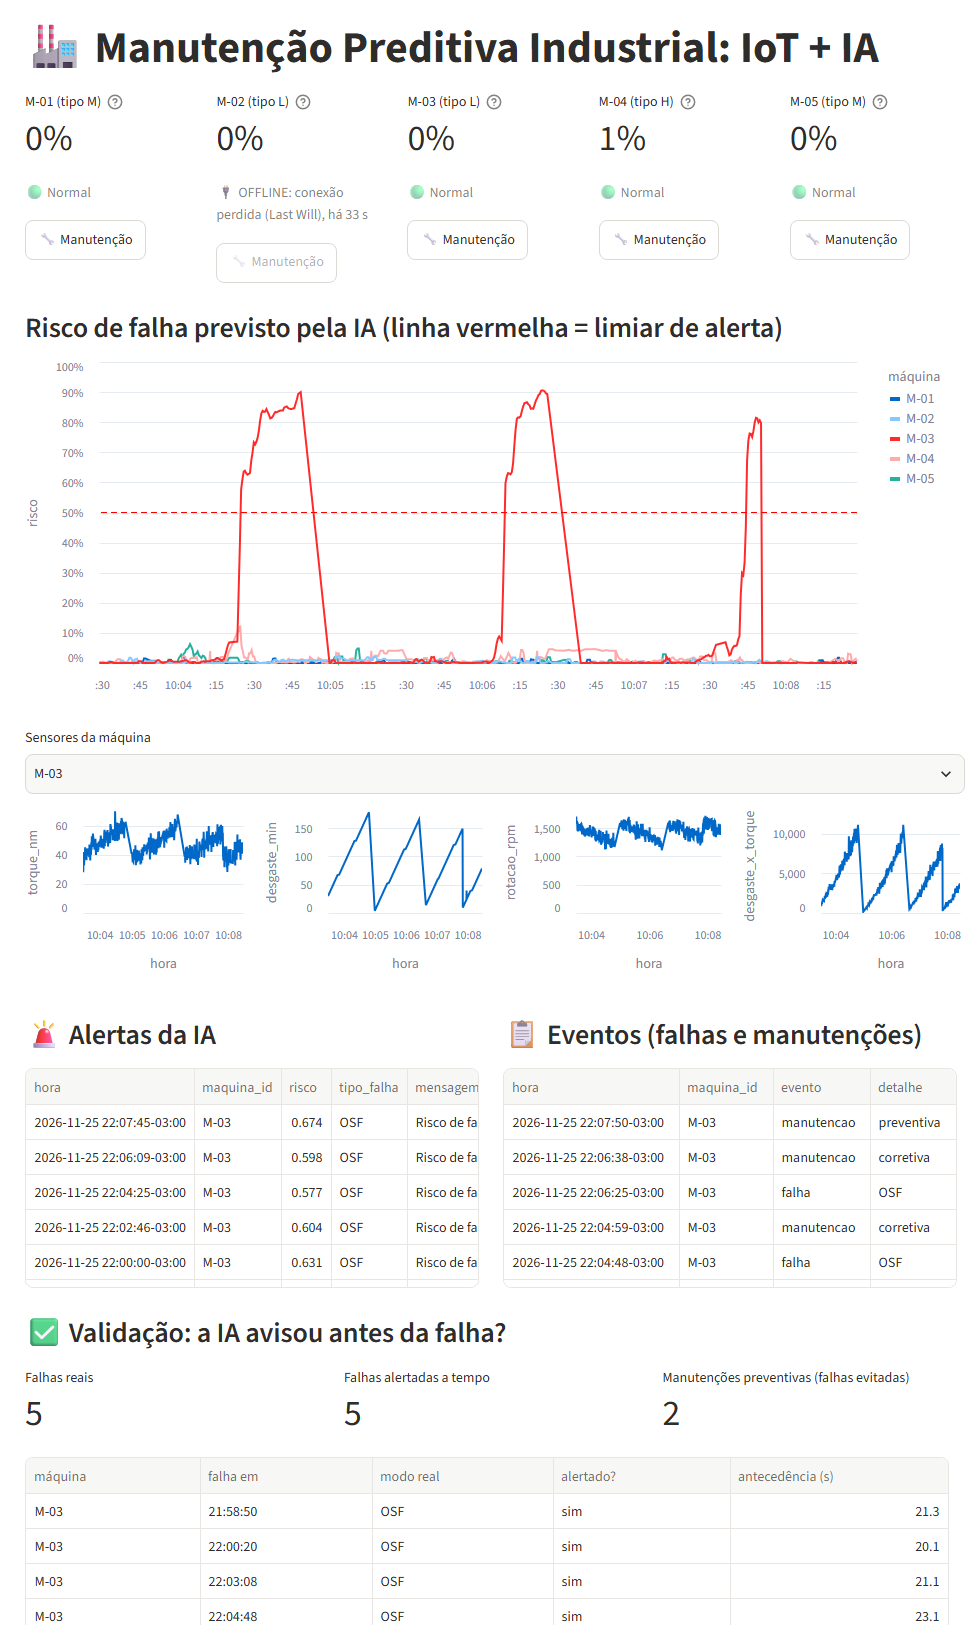 Manutenção Preditiva Industrial: IoT + IA
M-01 (tipo M)
M-02 (tipo L)
M-03 (tipo L)
M-04 (tipo H)
M-05 (tipo M)
0%
0%
0%
1%
0%
Normal
OFFLINE: conexão
perdida (Last Will), há 33 s
Normal
Normal
Normal
Manutenção
Manutenção
Manutenção
Manutenção
Manutenção
Risco de falha previsto pela IA (linha vermelha = limiar de alerta)
100%
90%
80%
70%
60%
50%
40%
30%
20%
10%
0%
risco
:30 :45 10:04 :15 :30 :45 10:05 :15 :30 :45 10:06 :15 :30 :45 10:07 :15 :30 :45 10:08 :15
máquina
M-01
M-02
M-03
M-04
M-05
Sensores da máquina
M-03
torque_nm
60
40
20
0
10:04 10:05 10:06 10:07 10:08
hora
desgaste_min
150
100
50
0
10:04 10:05 10:06 10:07 10:08
hora
rotacao_rpm
1,500
1,000
500
0
10:04 10:06 10:08
hora
desgaste_x_torque
10,000
5,000
0
10:04 10:06 10:08
hora
Alertas da IA
hora maquina_id risco tipo_falha mensagem
2026-11-25 22:07:45-03:00 M-03 0.674 OSF Risco de fa
2026-11-25 22:06:09-03:00 M-03 0.598 OSF Risco de fa
2026-11-25 22:04:25-03:00 M-03 0.577 OSF Risco de fa
2026-11-25 22:02:46-03:00 M-03 0.604 OSF Risco de fa
2026-11-25 22:00:00-03:00 M-03 0.631 OSF Risco de fa
Eventos (falhas e manutenções)
hora maquina_id evento detalhe
2026-11-25 22:07:50-03:00 M-03 manutencao preventiva
2026-11-25 22:06:38-03:00 M-03 manutencao corretiva
2026-11-25 22:06:25-03:00 M-03 falha OSF
2026-11-25 22:04:59-03:00 M-03 manutencao corretiva
2026-11-25 22:04:48-03:00 M-03 falha OSF
Validação: a IA avisou antes da falha?
Falhas reais
5
Falhas alertadas a tempo
5
Manutenções preventivas (falhas evitadas)
2
máquina falha em modo real alertado? antecedência (s)
M-03 21:58:50 OSF sim 21.3
M-03 22:00:20 OSF sim 20.1
M-03 22:03:08 OSF sim 21.1
M-03 22:04:48 OSF sim 23.1